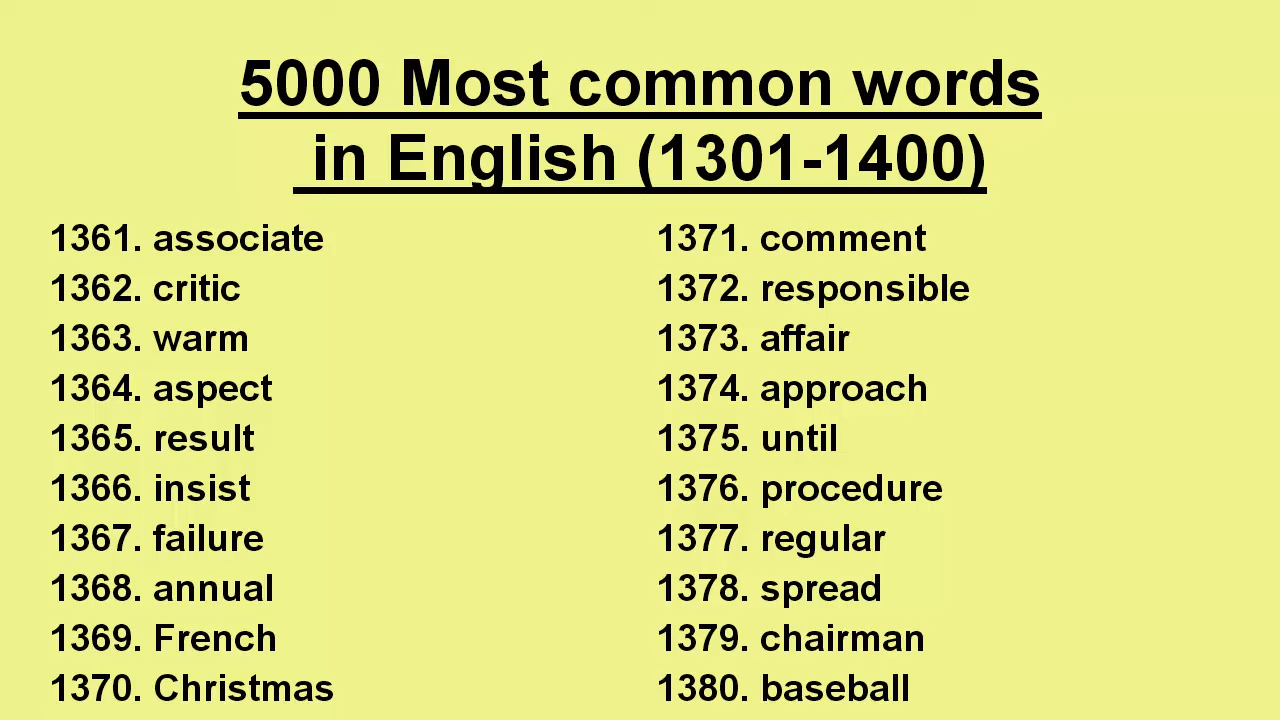 5000 Most common words
in English (1301-1400)
1361. associate
1362. critic
1363. warm
1364. aspect
1365. result
1366. insist
1367. failure
1368. annual
1369. French
1370. Christmas
1371. comment
1372. responsible
1373. affair
1374. approach
1375. until
1376. procedure
1377. regular
1378. spread
1379. chairman
1380. baseball